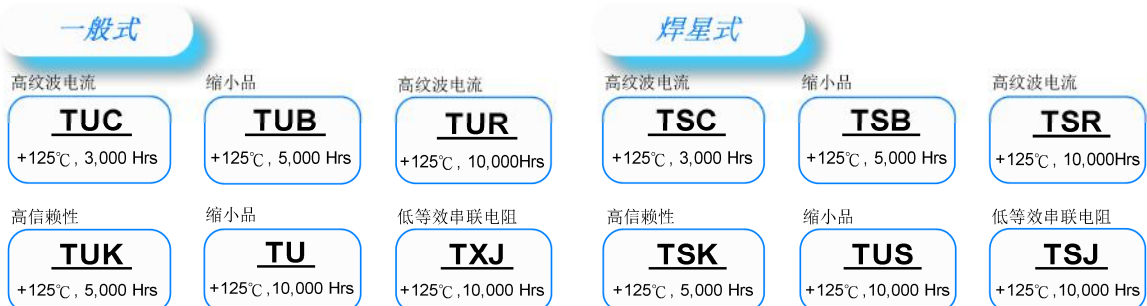 一般式
高纹波电流
TUC
+125℃, 3,000 Hrs
缩小品
TUB
+125℃, 5,000 Hrs
高纹波电流
TUR
+125℃, 10,000Hrs
高信赖性
TUK
+125℃, 5,000 Hrs
缩小品
TU
+125℃,10,000 Hrs
低等效串联电阻
TXJ
+125℃,10,000 Hrs
焊星式
高纹波电流
TSC
+125℃, 3,000 Hrs
缩小品
TSB
+125℃, 5,000 Hrs
高纹波电流
TSR
+125℃, 10,000Hrs
高信赖性
TSK
+125℃, 5,000 Hrs
缩小品
TUS
+125℃,10,000 Hrs
低等效串联电阻
TSJ
+125℃,10,000 Hrs